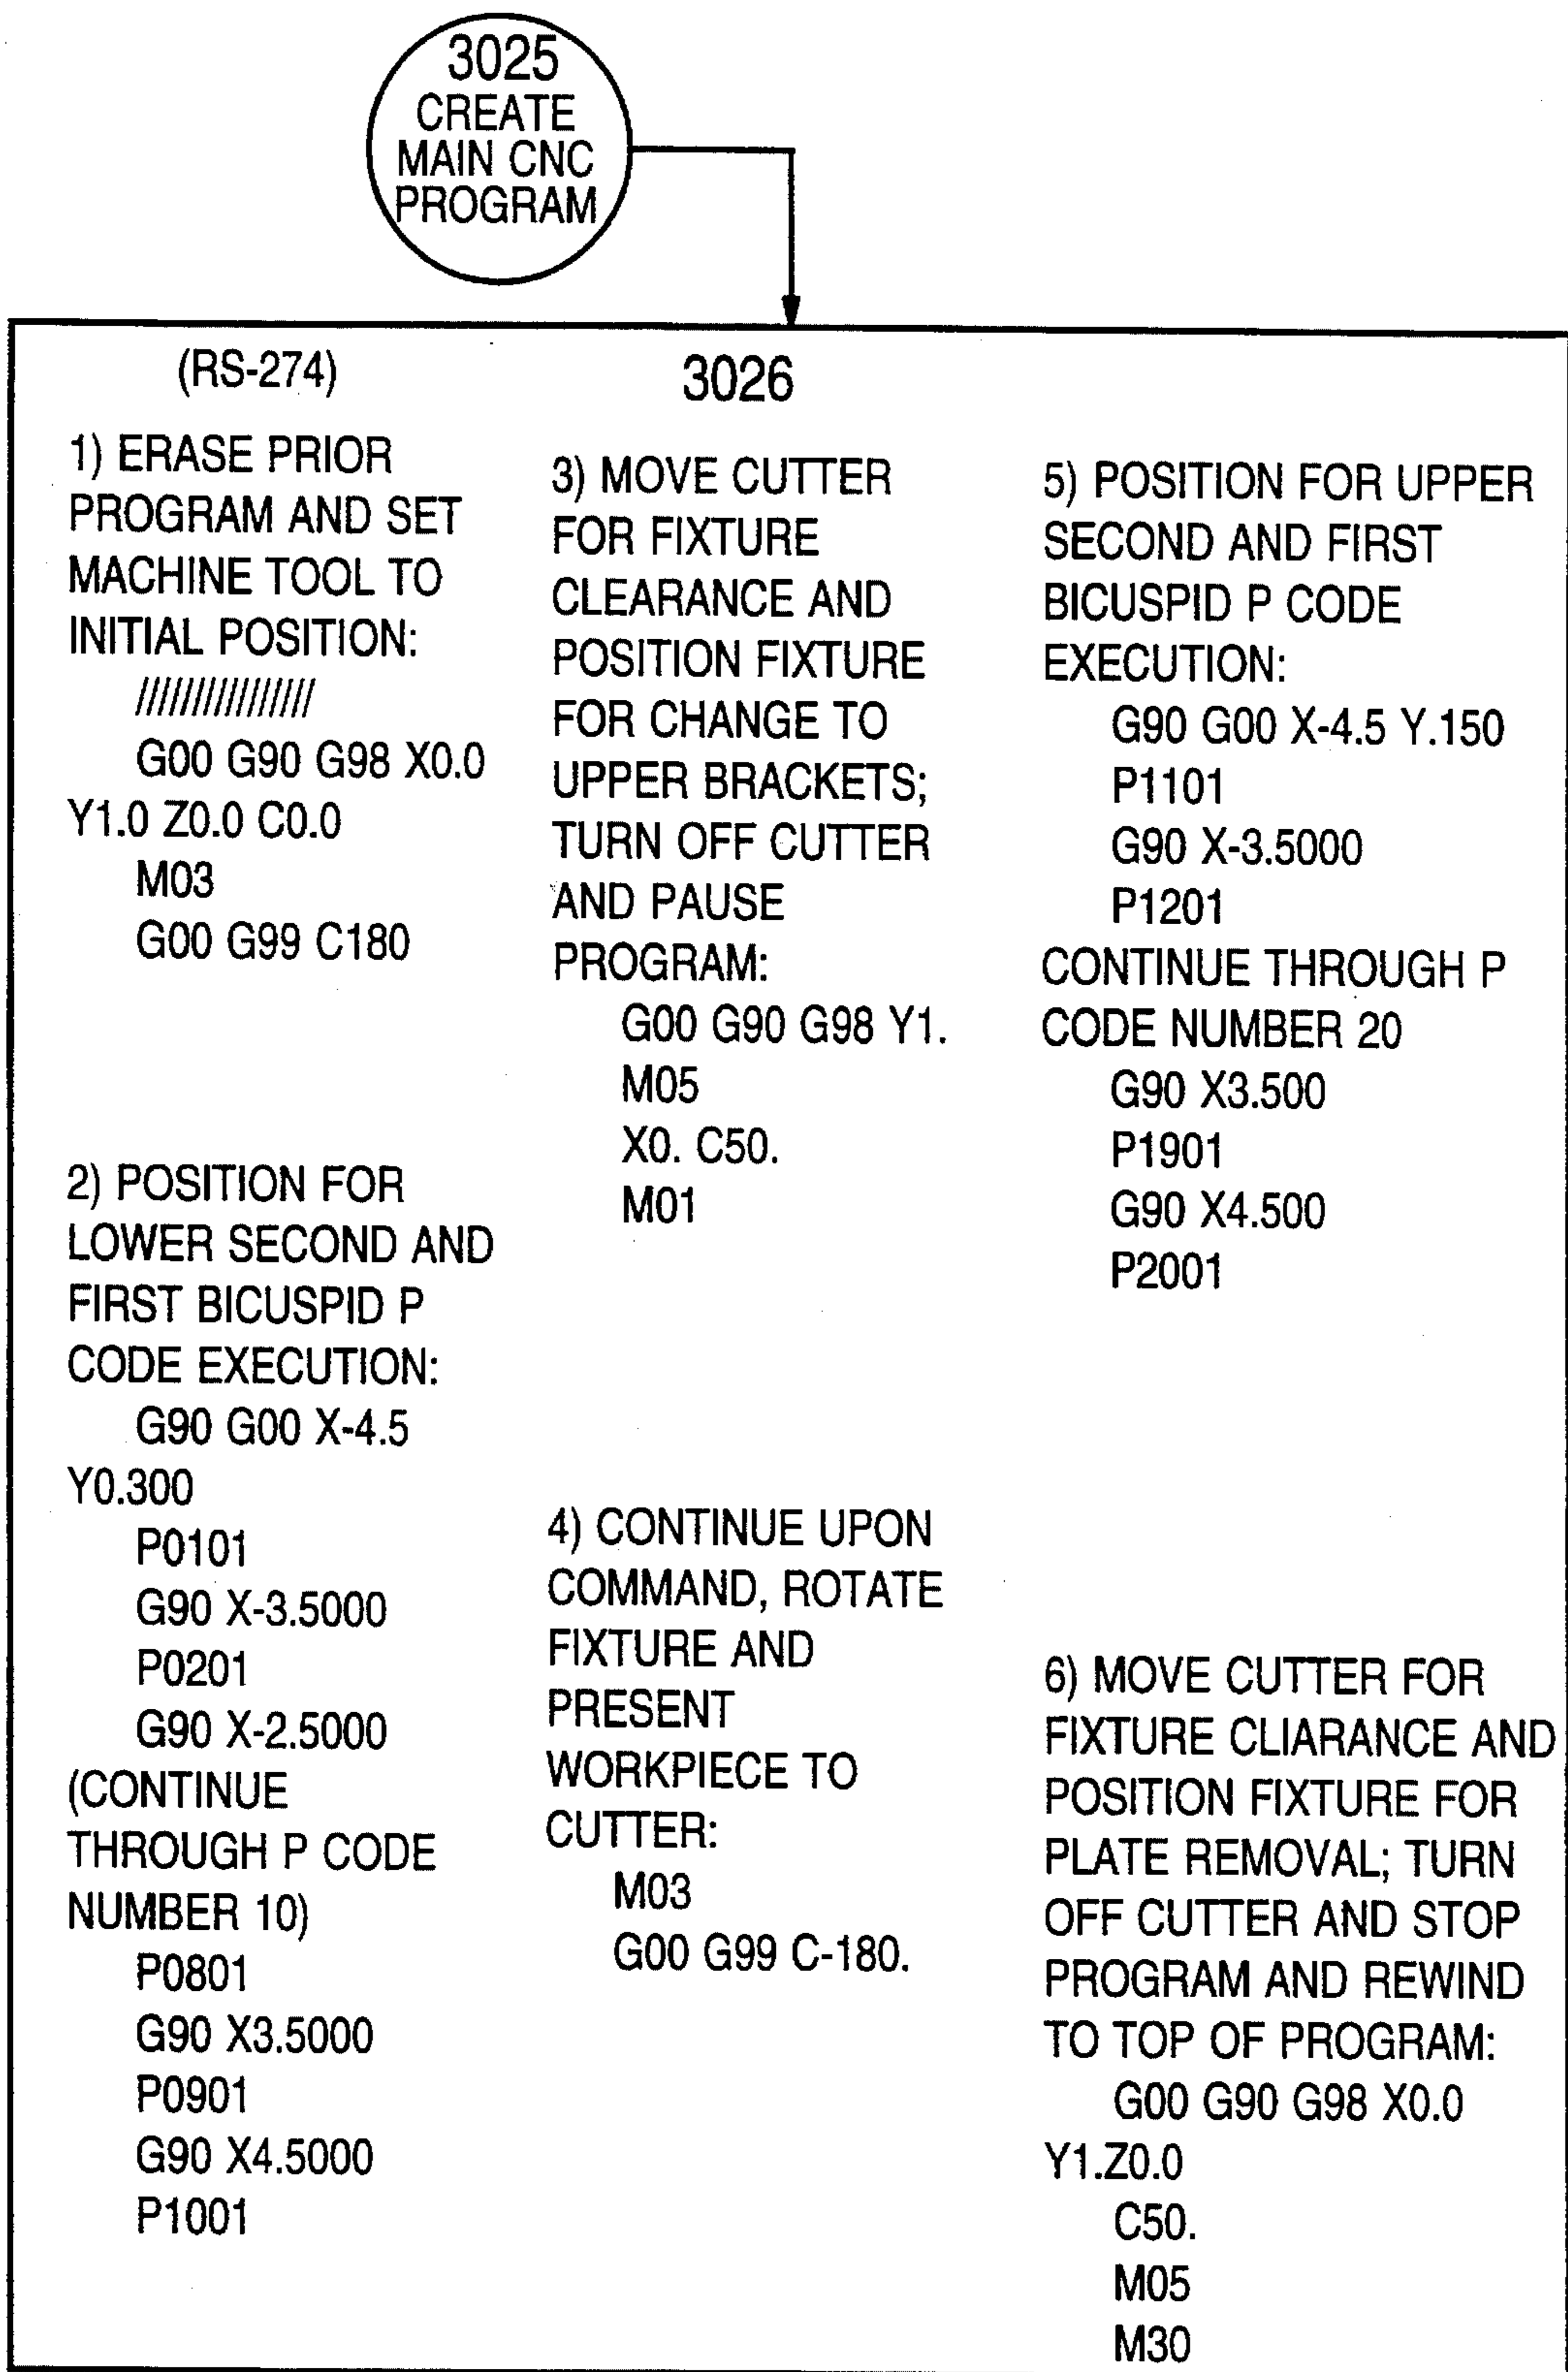 3025
CREATE
MAIN CNC
PROGRAM
(RS-274)
3026
1) ERASE PRIOR
PROGRAM AND SET
MACHINE TOOL TO
INITIAL POSITION:
////////////////
G00 G90 G98 X0.0
Y1.0 Z0.0 C0.0
M03
G00 G99 C180
2) POSITION FOR
LOWER SECOND AND
FIRST BICUSPID P
CODE EXECUTION:
G90 G00 X-4.5
Y0.300
P0101
G90 X-3.5000
P0201
G90 X-2.5000
(CONTINUE
THROUGH P CODE
NUMBER 10)
P0801
G90 X3.5000
P0901
G90 X4.5000
P1001
3) MOVE CUTTER
FOR FIXTURE
CLEARANCE AND
POSITION FIXTURE
FOR CHANGE TO
UPPER BRACKETS;
TURN OFF CUTTER
AND PAUSE
PROGRAM:
G00 G90 G98 Y1.
M05
X0. C50.
M01
4) CONTINUE UPON
COMMAND, ROTATE
FIXTURE AND
PRESENT
WORKPIECE TO
CUTTER:
M03
G00 G99 C-180.
5) POSITION FOR UPPER
SECOND AND FIRST
BICUSPID P CODE
EXECUTION:
G90 G00 X-4.5 Y.150
P1101
G90 X-3.5000
P1201
CONTINUE THROUGH P
CODE NUMBER 20
G90 X3.500
P1901
G90 X4.500
P2001
6) MOVE CUTTER FOR
FIXTURE CLIARANCE AND
POSITION FIXTURE FOR
PLATE REMOVAL; TURN
OFF CUTTER AND STOP
PROGRAM AND REWIND
TO TOP OF PROGRAM:
G00 G90 G98 X0.0
Y1.Z0.0
C50.
M05
M30